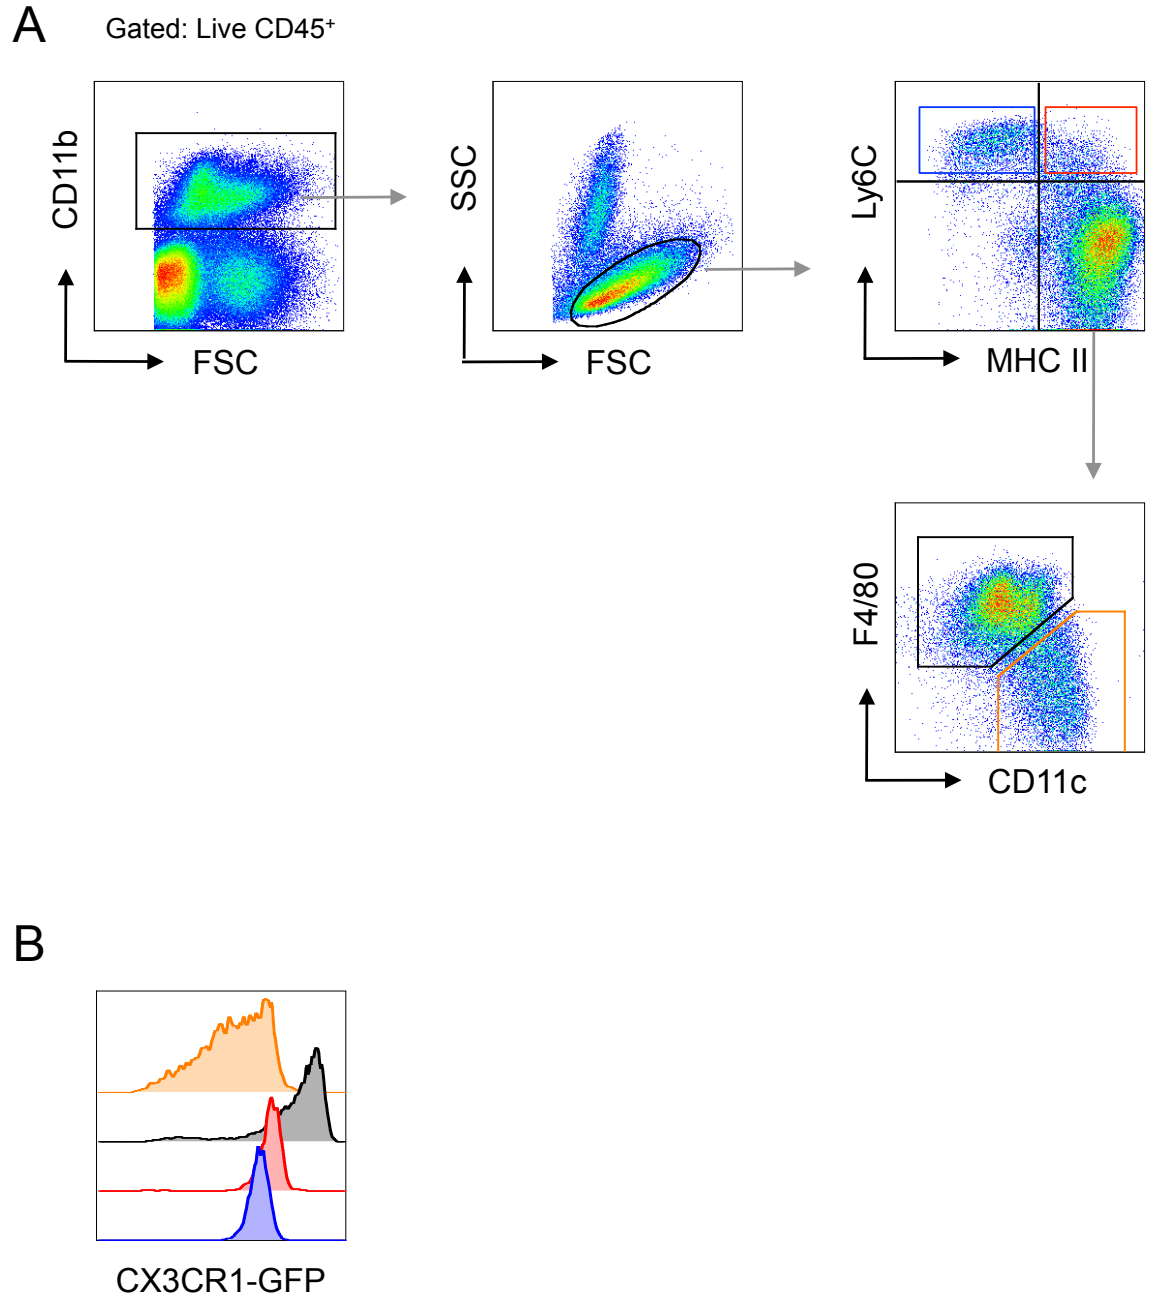 A
Gated: Live CD45⁺
CD11b
FSC
SSC
FSC
Ly6C
MHC II
F4/80
CD11c
B
CX3CR1-GFP